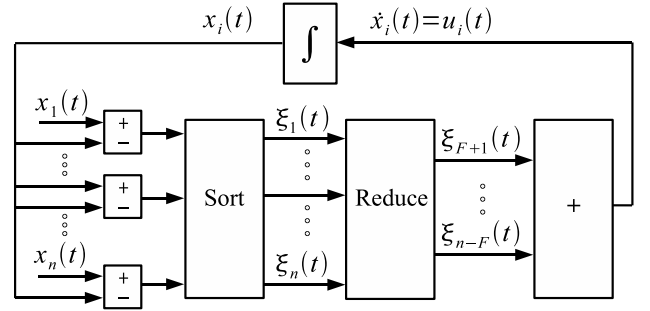 x_i(t)
∫
ẋ_i(t)=u_i(t)
x_1(t)
+
−
ξ_1(t)
ξ_{F+1}(t)
+
−
Sort
Reduce
+
x_n(t)
ξ_n(t)
ξ_{n−F}(t)
+
−